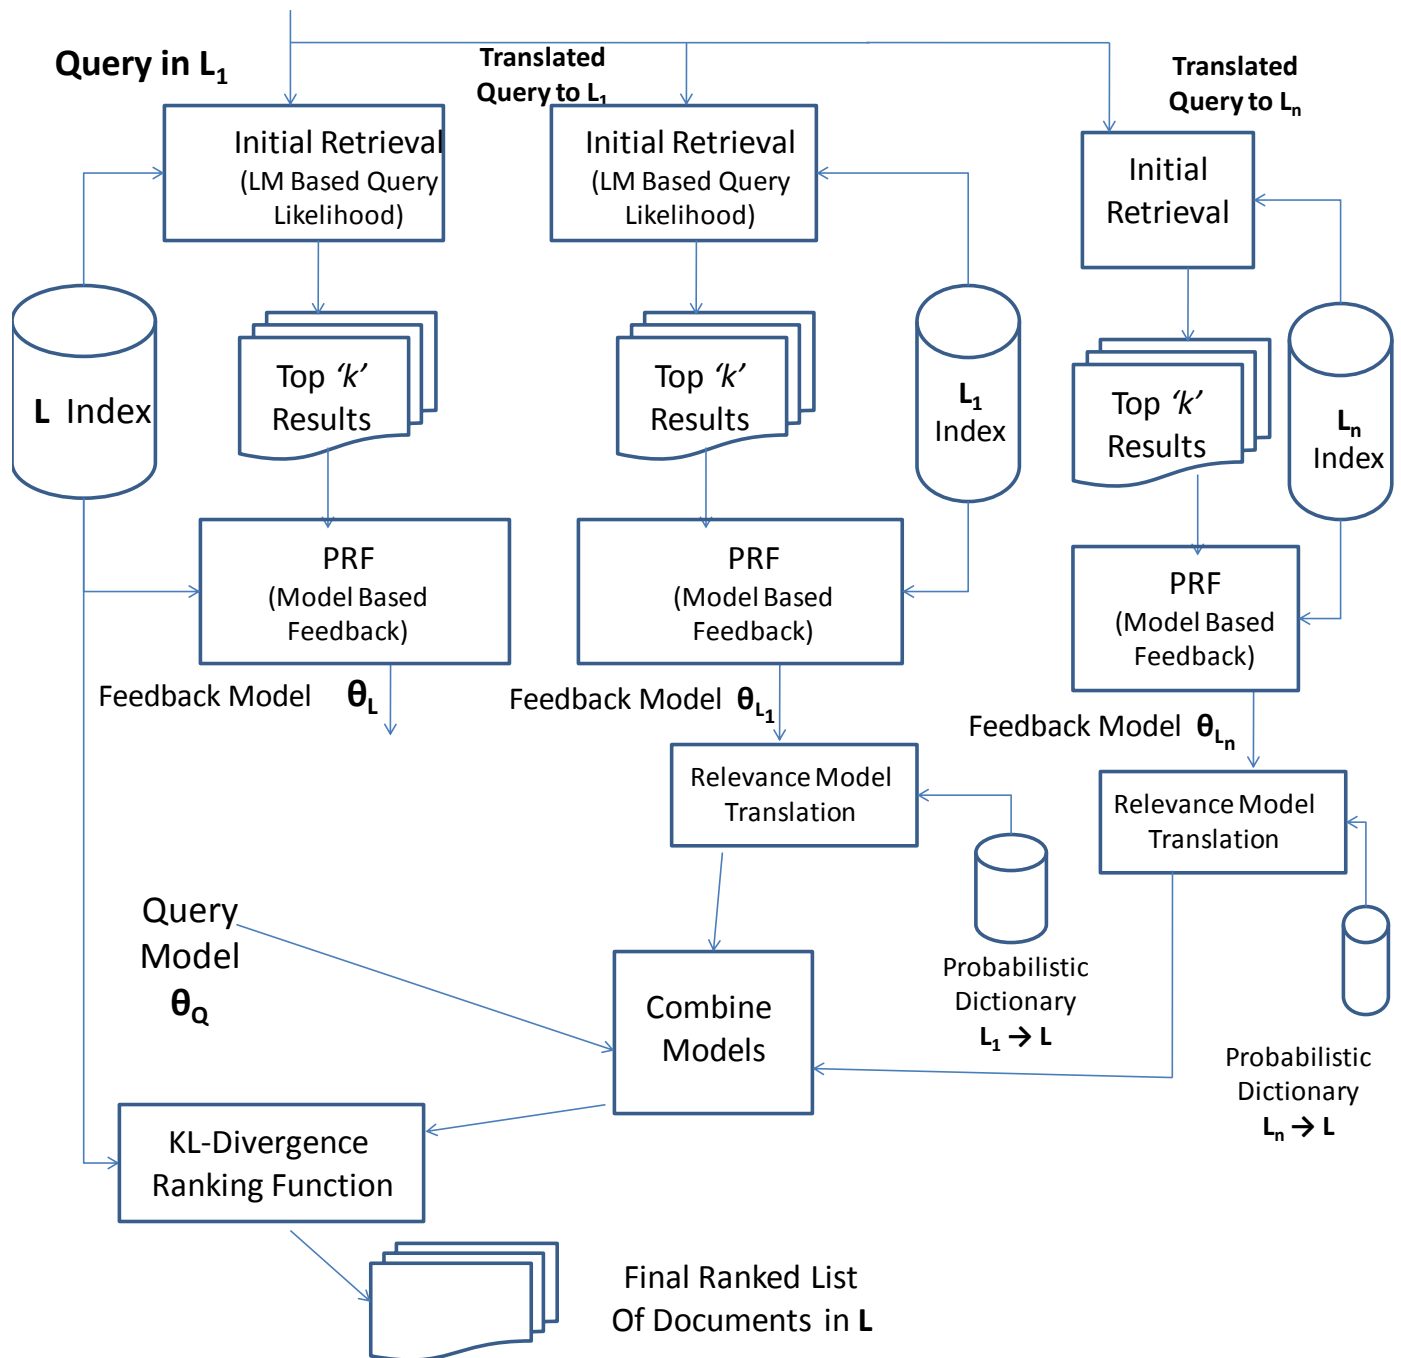 Query in L₁
Translated
Query to L₁
Translated
Query to Lₙ
Initial Retrieval
(LM Based Query
Likelihood)
Initial Retrieval
(LM Based Query
Likelihood)
Initial
Retrieval
L Index
Top ‘k’
Results
Top ‘k’
Results
L₁
Index
Top ‘k’
Results
Lₙ
Index
PRF
(Model Based
Feedback)
PRF
(Model Based
Feedback)
PRF
(Model Based
Feedback)
Feedback Model θ_L
Feedback Model θ_L₁
Feedback Model θ_Lₙ
Relevance Model
Translation
Relevance Model
Translation
Query
Model
θ_Q
Combine
Models
Probabilistic
Dictionary
L₁ → L
Probabilistic
Dictionary
Lₙ → L
KL-Divergence
Ranking Function
Final Ranked List
Of Documents in L